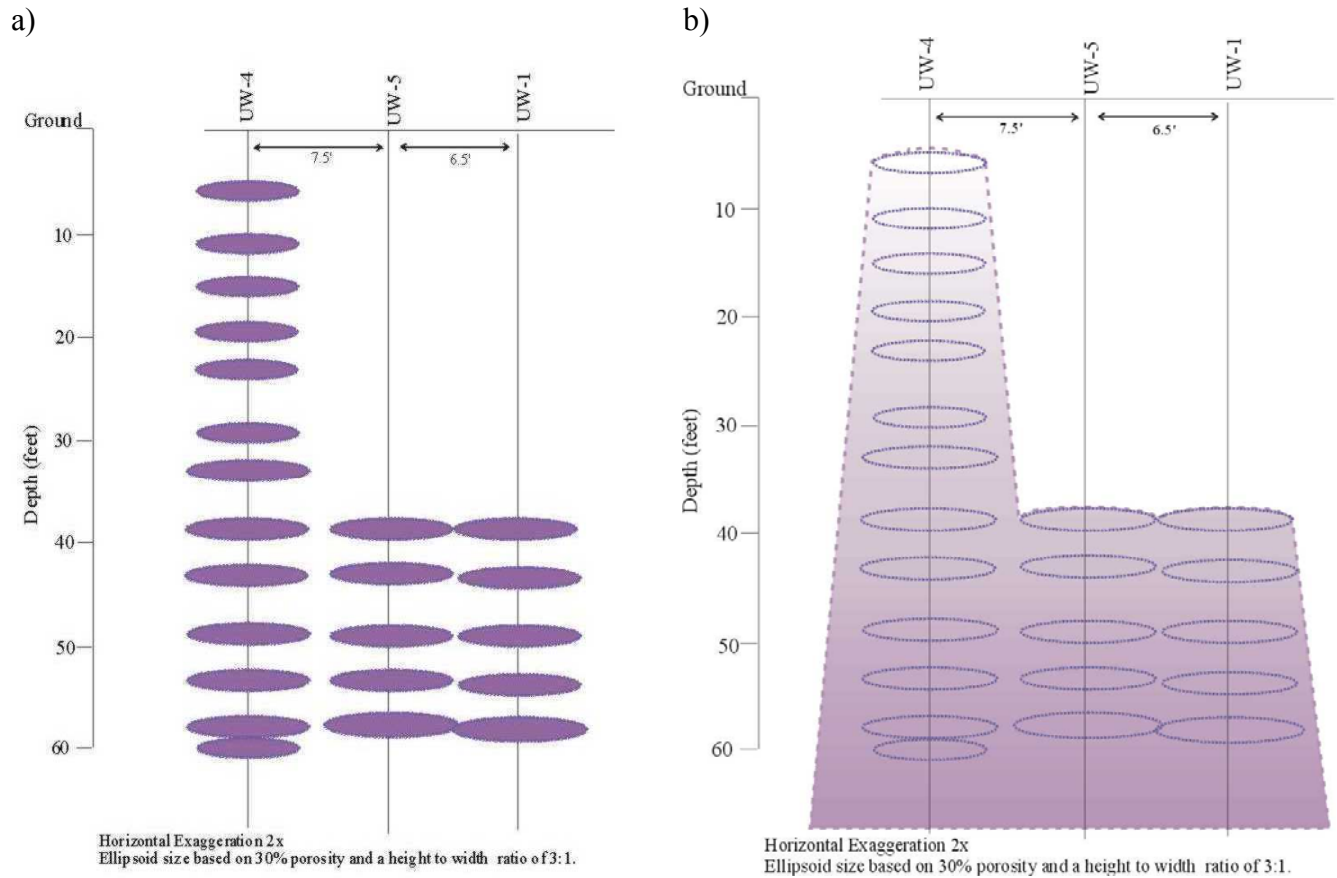 a)
UW-4
UW-5
UW-1
Ground
7.5'
6.5'
10
20
30
40
50
60
Depth (feet)
Horizontal Exaggeration 2x
Ellipsoid size based on 30% porosity and a height to width ratio of 3:1.
b)
UW-4
UW-5
UW-1
Ground
7.5'
6.5'
10
20
30
40
50
60
Depth (feet)
Horizontal Exaggeration 2x
Ellipsoid size based on 30% porosity and a height to width ratio of 3:1.